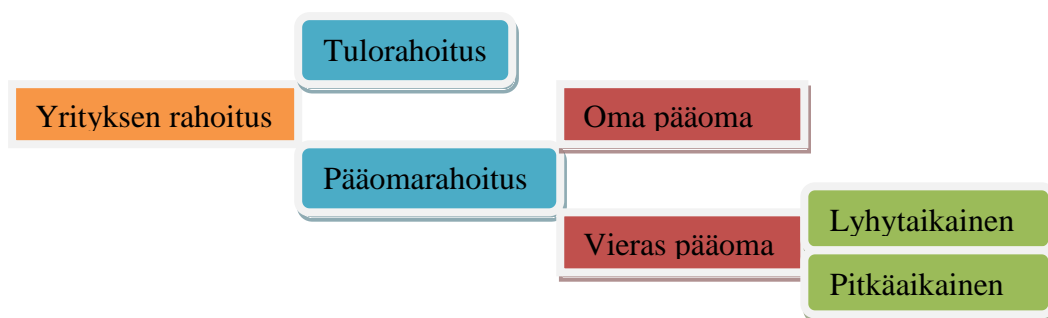 Tulorahoitus
Yrityksen rahoitus
Oma pääoma
Pääomarahoitus
Vieras pääoma
Lyhytaikainen
Pitkäaikainen